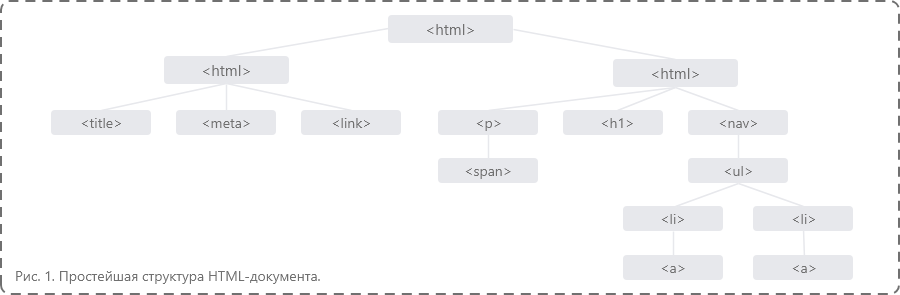 <html>
<html>
<html>
<title>
<meta>
<link>
<p>
<h1>
<nav>
<span>
<ul>
<li>
<li>
<a>
<a>
Рис. 1. Простейшая структура HTML-документа.